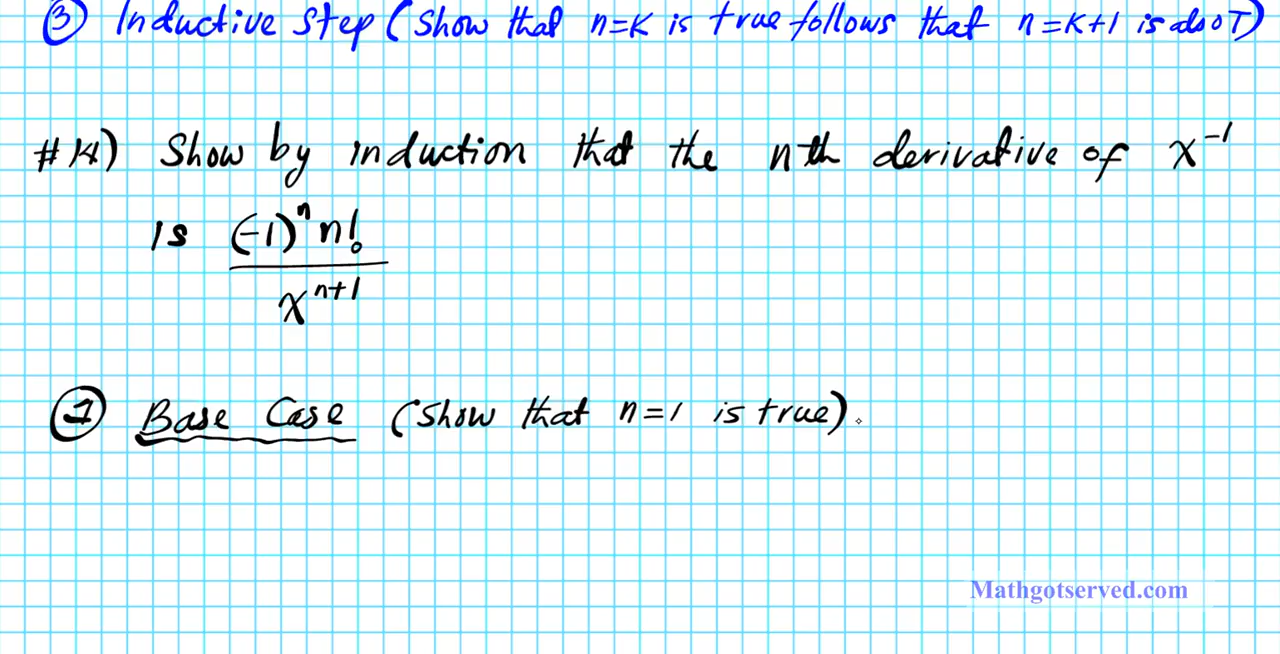 ③ Inductive Step (Show that n=K is true follows that n=K+1 is also T)
#14) Show by induction that the nth derivative of x⁻¹
is (-1)ⁿ n!
xⁿ⁺¹
① Base Case (Show that n=1 is true).
Mathgotserved.com